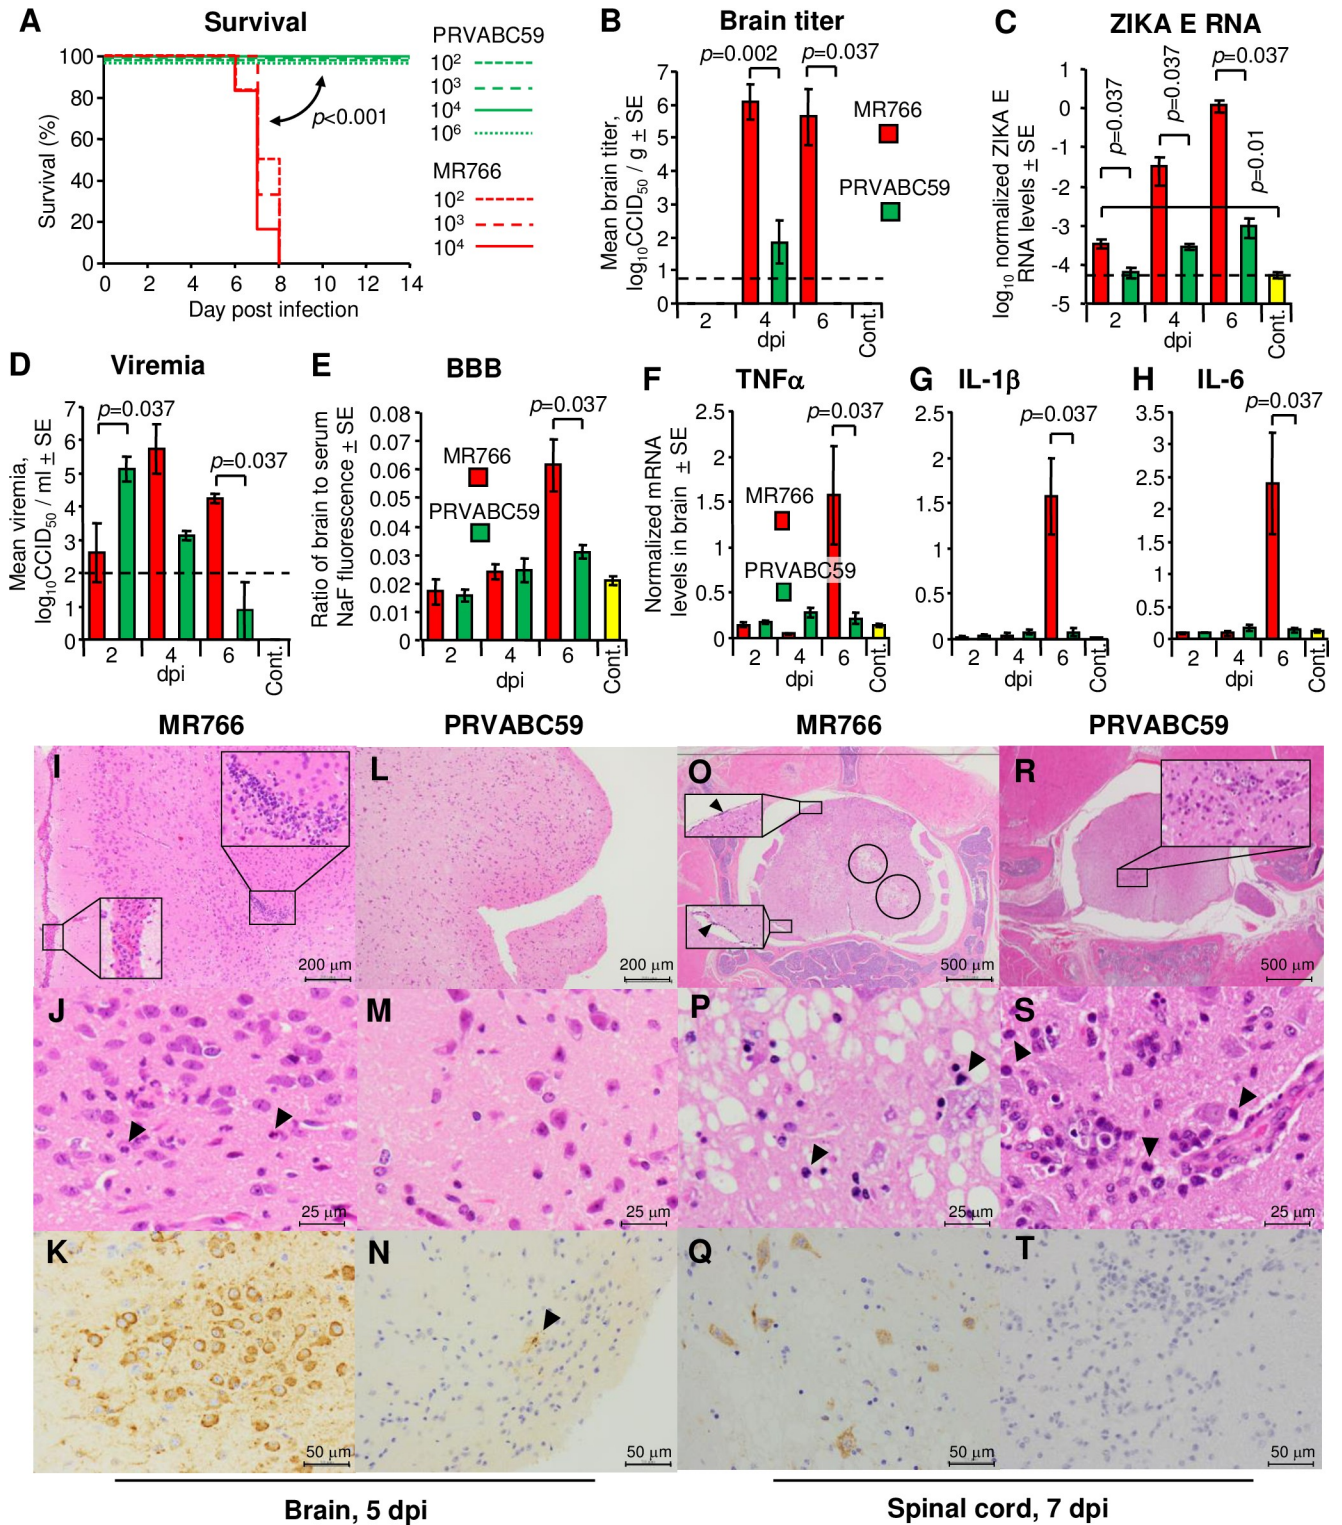 A
Survival
Survival (%)
100
80
60
40
20
0
0 2 4 6 8 10 12 14
Day post infection
p<0.001
PRVABC59
10²
10³
10⁴
10⁶
MR766
10²
10³
10⁴
B
Brain titer
p=0.002
p=0.037
Mean brain titer,
log₁₀CCID₅₀ / g ± SE
7
6
5
4
3
2
1
0
2 4 6 Cont.
dpi
MR766
PRVABC59
C
ZIKA E RNA
p=0.037
p=0.037
p=0.037
p=0.01
log₁₀ normalized ZIKA E
RNA levels ± SE
1
0
-1
-2
-3
-4
-5
2 4 6 Cont.
dpi
D
Viremia
p=0.037
p=0.037
Mean viremia,
log₁₀CCID₅₀ / ml ± SE
7
6
5
4
3
2
1
0
2 4 6 Cont.
dpi
E
BBB
p=0.037
Ratio of brain to serum
NaF fluorescence ± SE
0.08
0.07
0.06
0.05
0.04
0.03
0.02
0.01
0
MR766
PRVABC59
2 4 6 Cont.
dpi
F
TNFα
p=0.037
Normalized mRNA
levels in brain ± SE
2.5
2
1.5
1
0.5
0
MR766
PRVABC59
2 4 6 Cont.
dpi
G
IL-1β
p=0.037
2.5
2
1.5
1
0.5
0
2 4 6 Cont.
dpi
H
IL-6
p=0.037
3.5
3
2.5
2
1.5
1
0.5
0
2 4 6 Cont.
dpi
MR766 PRVABC59 MR766 PRVABC59
I L O R
200 µm 200 µm 500 µm 500 µm
J M P S
25 µm 25 µm 25 µm 25 µm
K N Q T
50 µm 50 µm 50 µm 50 µm
Brain, 5 dpi Spinal cord, 7 dpi